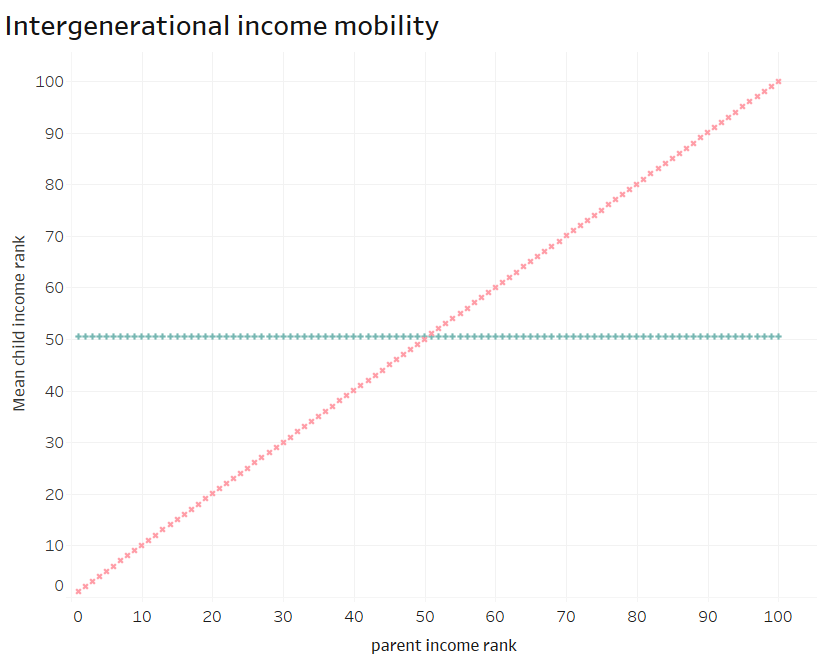 Intergenerational income mobility
100
90
80
70
60
50
40
30
20
10
0
Mean child income rank
0 10 20 30 40 50 60 70 80 90 100
parent income rank